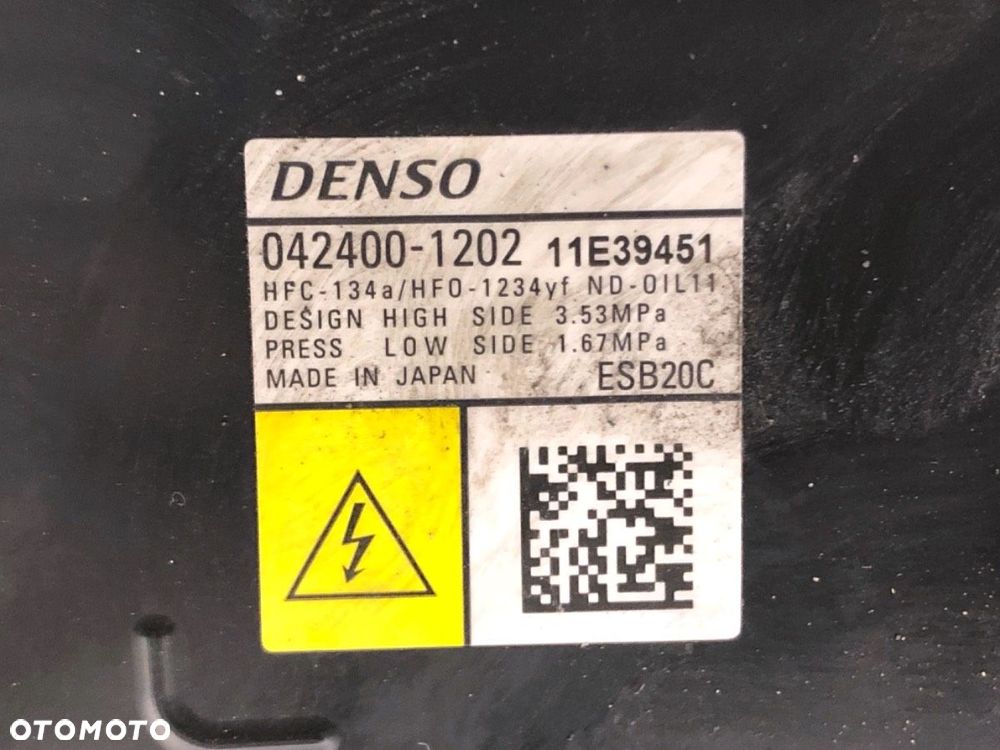 DENSO
042400-1202 11E39451
HFC-134a/HFO-1234yf ND-OIL11
DESIGN HIGH SIDE 3.53MPa
PRESS LOW SIDE 1.67MPa
MADE IN JAPAN ESB20C
OTOMOTO